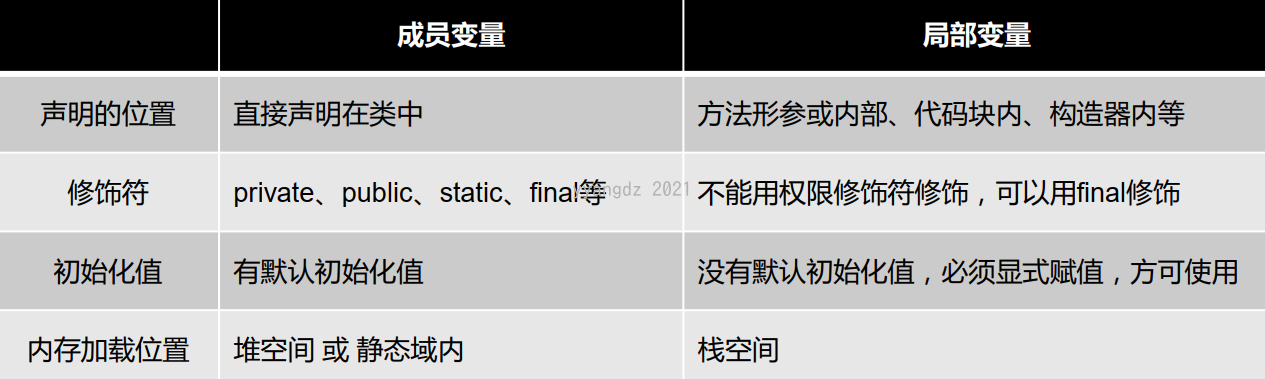 成员变量 局部变量
声明的位置 直接声明在类中 方法形参或内部、代码块内、构造器内等
修饰符 private、public、static、final等 不能用权限修饰符修饰，可以用final修饰
初始化值 有默认初始化值 没有默认初始化值，必须显式赋值，方可使用
内存加载位置 堆空间 或 静态域内 栈空间
2021